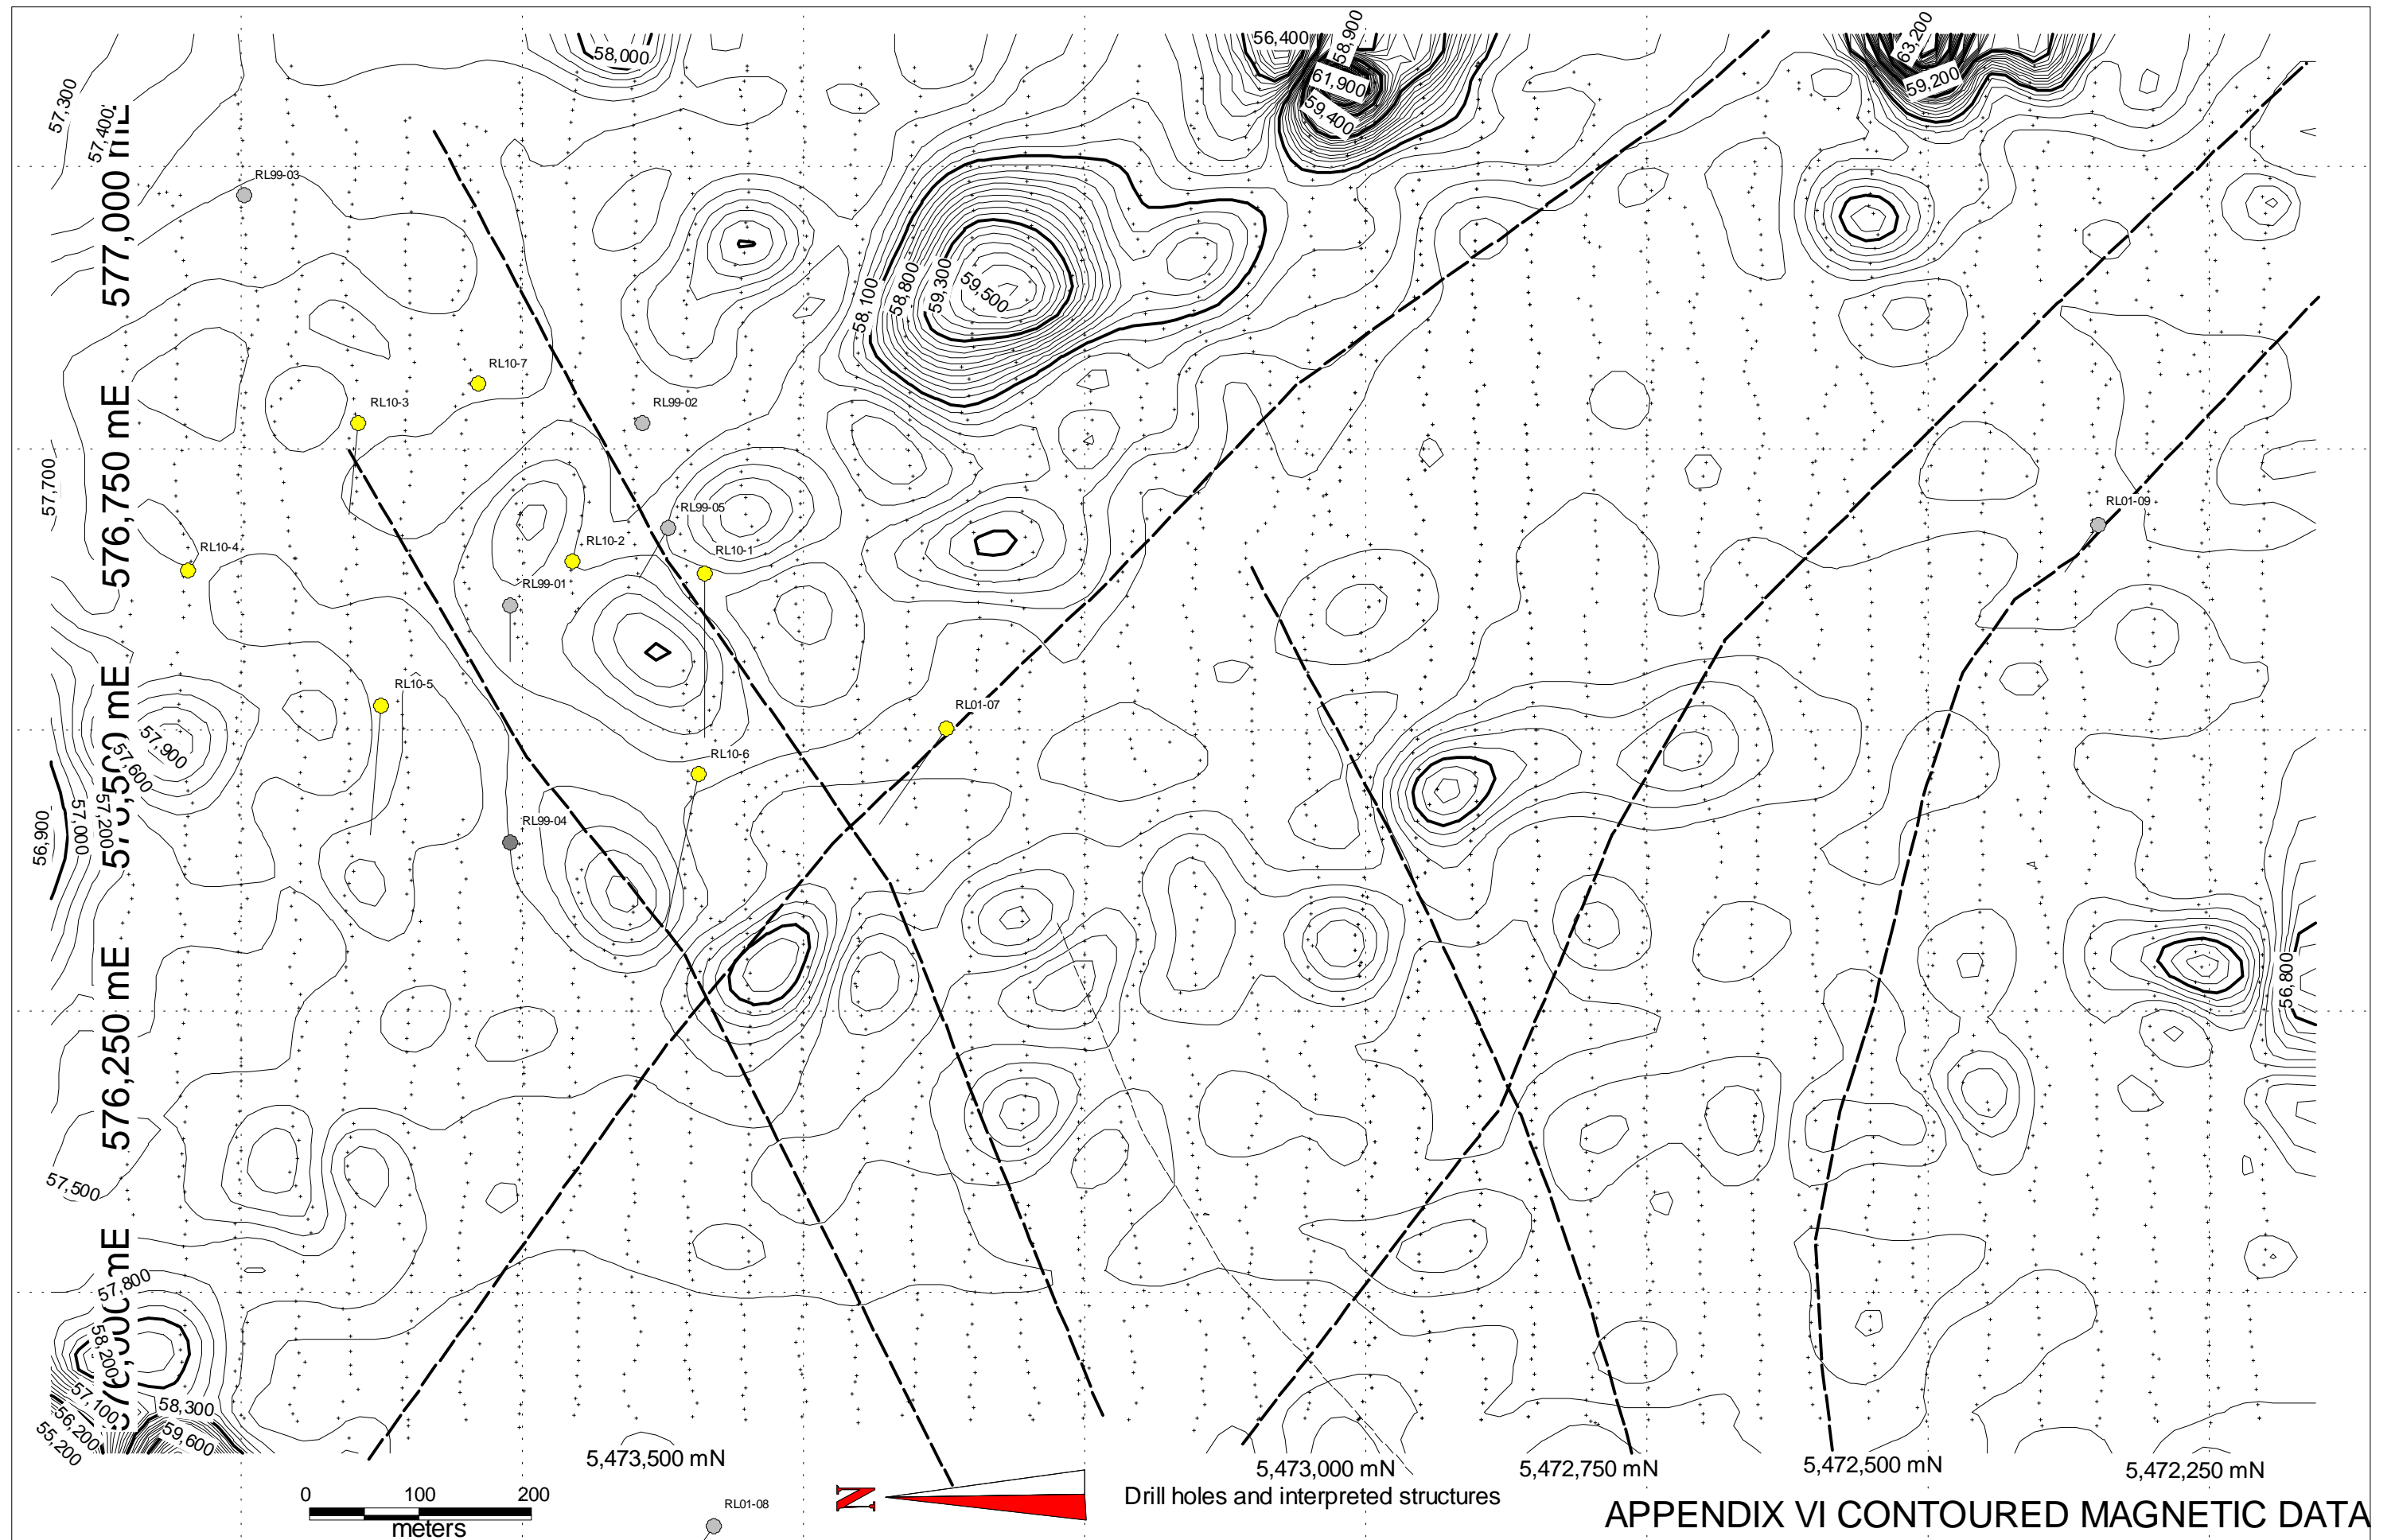 58,000
56,400
58,900
61,900
59,400
63,200
59,200
57,300
57,400
577,000 mE
RL99-03
58,100
58,800
59,300
59,500
RL10-7
RL10-3
RL99-02
576,750 mE
57,700
RL99-05
RL01-09
RL10-4
RL10-2
RL10-1
RL99-01
RL10-5
RL01-07
57,900
57,600
RL10-6
56,900
57,000
57,200
RL99-04
576,250 mE
56,800
57,500
57,800
58,200
57,100
56,200
55,200
58,300
59,600
5,473,500 mN
5,473,000 mN
5,472,750 mN
5,472,500 mN
5,472,250 mN
0 100 200
meters
RL01-08
N
Drill holes and interpreted structures
APPENDIX VI CONTOURED MAGNETIC DATA